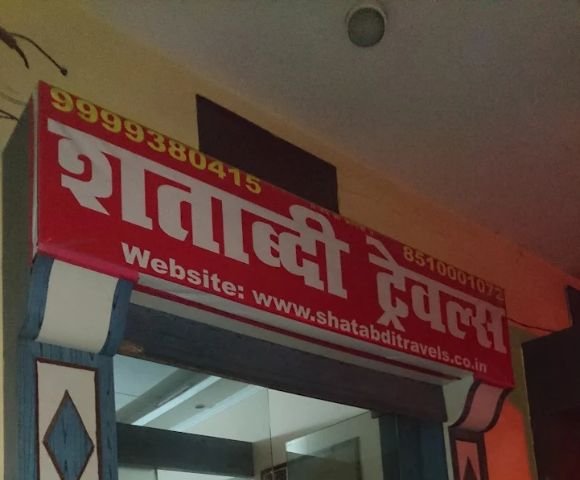 9999380415 8510001072
शताब्दी ट्रेवल्स
Website: www.shatabditravels.co.in